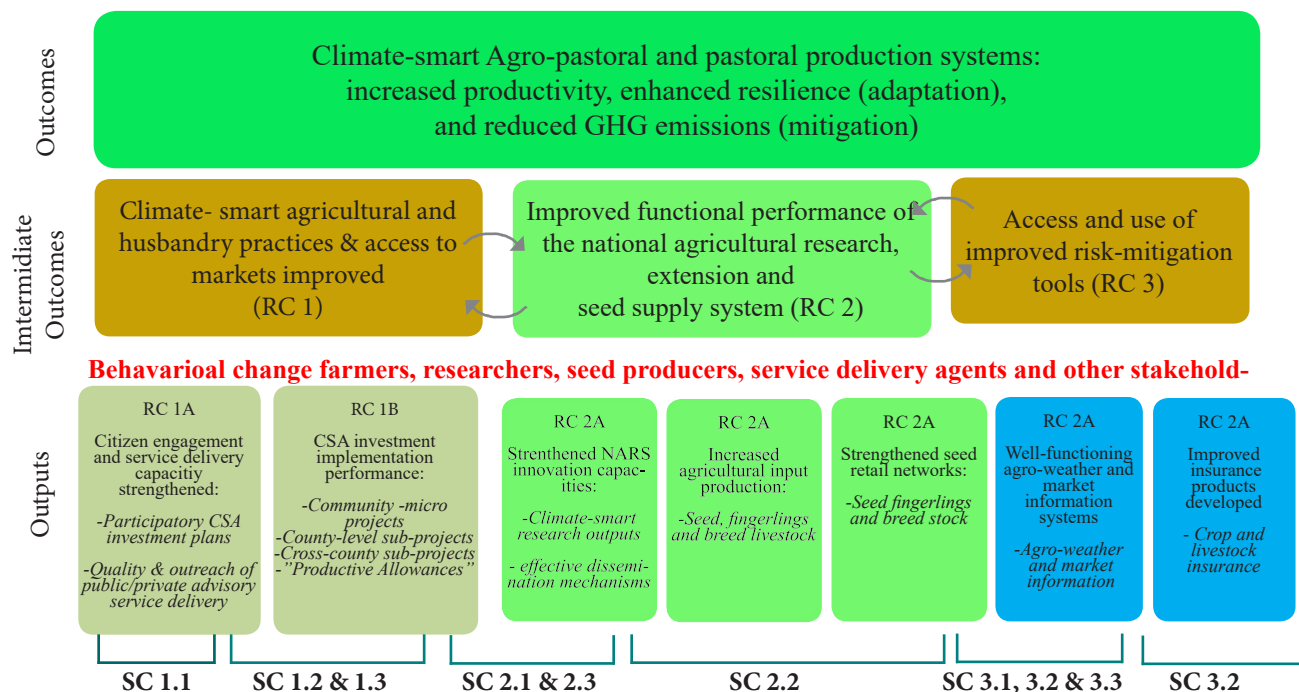 Outcomes
Climate-smart Agro-pastoral and pastoral production systems:
increased productivity, enhanced resilience (adaptation),
and reduced GHG emissions (mitigation)
Imtermidiate
Outcomes
Climate- smart agricultural and
husbandry practices & access to
markets improved
(RC 1)
Improved functional performance of
the national agricultural research,
extension and
seed supply system (RC 2)
Access and use of
improved risk-mitigation
tools (RC 3)
Behavarioal change farmers, researchers, seed producers, service delivery agents and other stakehold-
Outputs
RC 1A
Citizen engagement
and service delivery
capacitiy
strengthened:
-Participatory CSA
investment plans
-Quality & outreach of
public/private advisory
service delivery
RC 1B
CSA investment
implementation
performance:
-Community -micro
projects
-County-level sub-projects
-Cross-county sub-projects
-”Productive Allowances”
RC 2A
Strenthened NARS
innovation capac-
ities:
-Climate-smart
research outputs
- effective dissemi-
nation mechanisms
RC 2A
Increased
agricultural input
production:
-Seed, fingerlings
and breed livestock
RC 2A
Strengthened seed
retail networks:
-Seed fingerlings
and breed stock
RC 2A
Well-functioning
agro-weather and
market
information
systems
-Agro-weather
and market
information
RC 2A
Improved
insurance
products
developed
- Crop and
livestock
insurance
SC 1.1
SC 1.2 & 1.3
SC 2.1 & 2.3
SC 2.2
SC 3.1, 3.2 & 3.3
SC 3.2